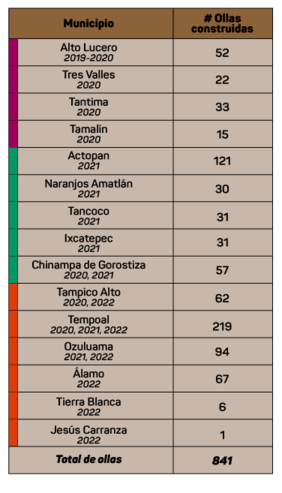 Municipio
# Ollas
construidas
Alto Lucero
2019-2020
52
Tres Valles
2020
22
Tantima
2020
33
Tamalín
2020
15
Actopan
2021
121
Naranjos Amatlán
2021
30
Tancoco
2021
31
Ixcatepec
2021
31
Chinampa de Gorostiza
2020, 2021
57
Tampico Alto
2020, 2022
62
Tempoal
2020, 2021, 2022
219
Ozuluama
2021, 2022
94
Álamo
2022
67
Tierra Blanca
2022
6
Jesús Carranza
2022
1
Total de ollas
841